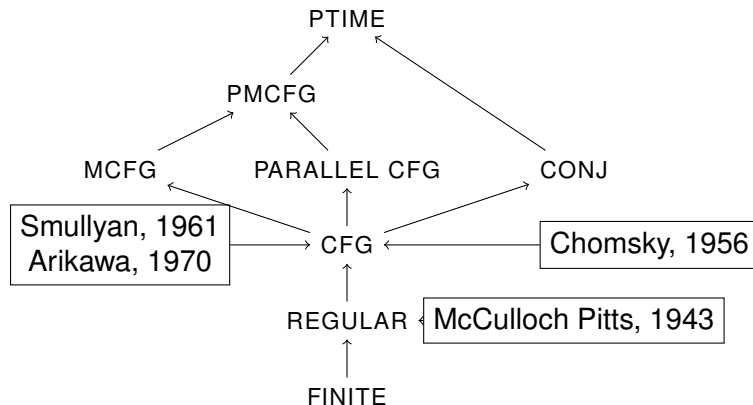 PTIME
PMCFG
MCFG
PARALLEL CFG
CONJ
Smullyan, 1961
Arikawa, 1970
CFG
Chomsky, 1956
REGULAR
McCulloch Pitts, 1943
FINITE